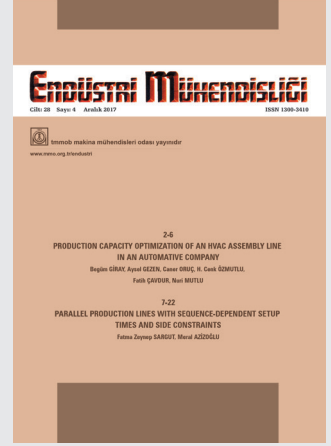 ENDÜSTRİ MÜHENDİSLİĞİ
Cilt: 28 Sayı: 4 Aralık 2017 ISSN 1300-3410
tmmob makina mühendisleri odası yayınıdır
www.mmo.org.tr/endustri
2-6
PRODUCTION CAPACITY OPTIMIZATION OF AN HVAC ASSEMBLY LINE
IN AN AUTOMATIVE COMPANY
Begüm GİRAY, Aysel GEZEN, Caner ORUÇ, H. Cenk ÖZMUTLU,
Fatih ÇAVDUR, Nuri MUTLU
7-22
PARALLEL PRODUCTION LINES WITH SEQUENCE-DEPENDENT SETUP
TIMES AND SIDE CONSTRAINTS
Fatma Zeynep SARGUT, Meral AZİZOĞLU